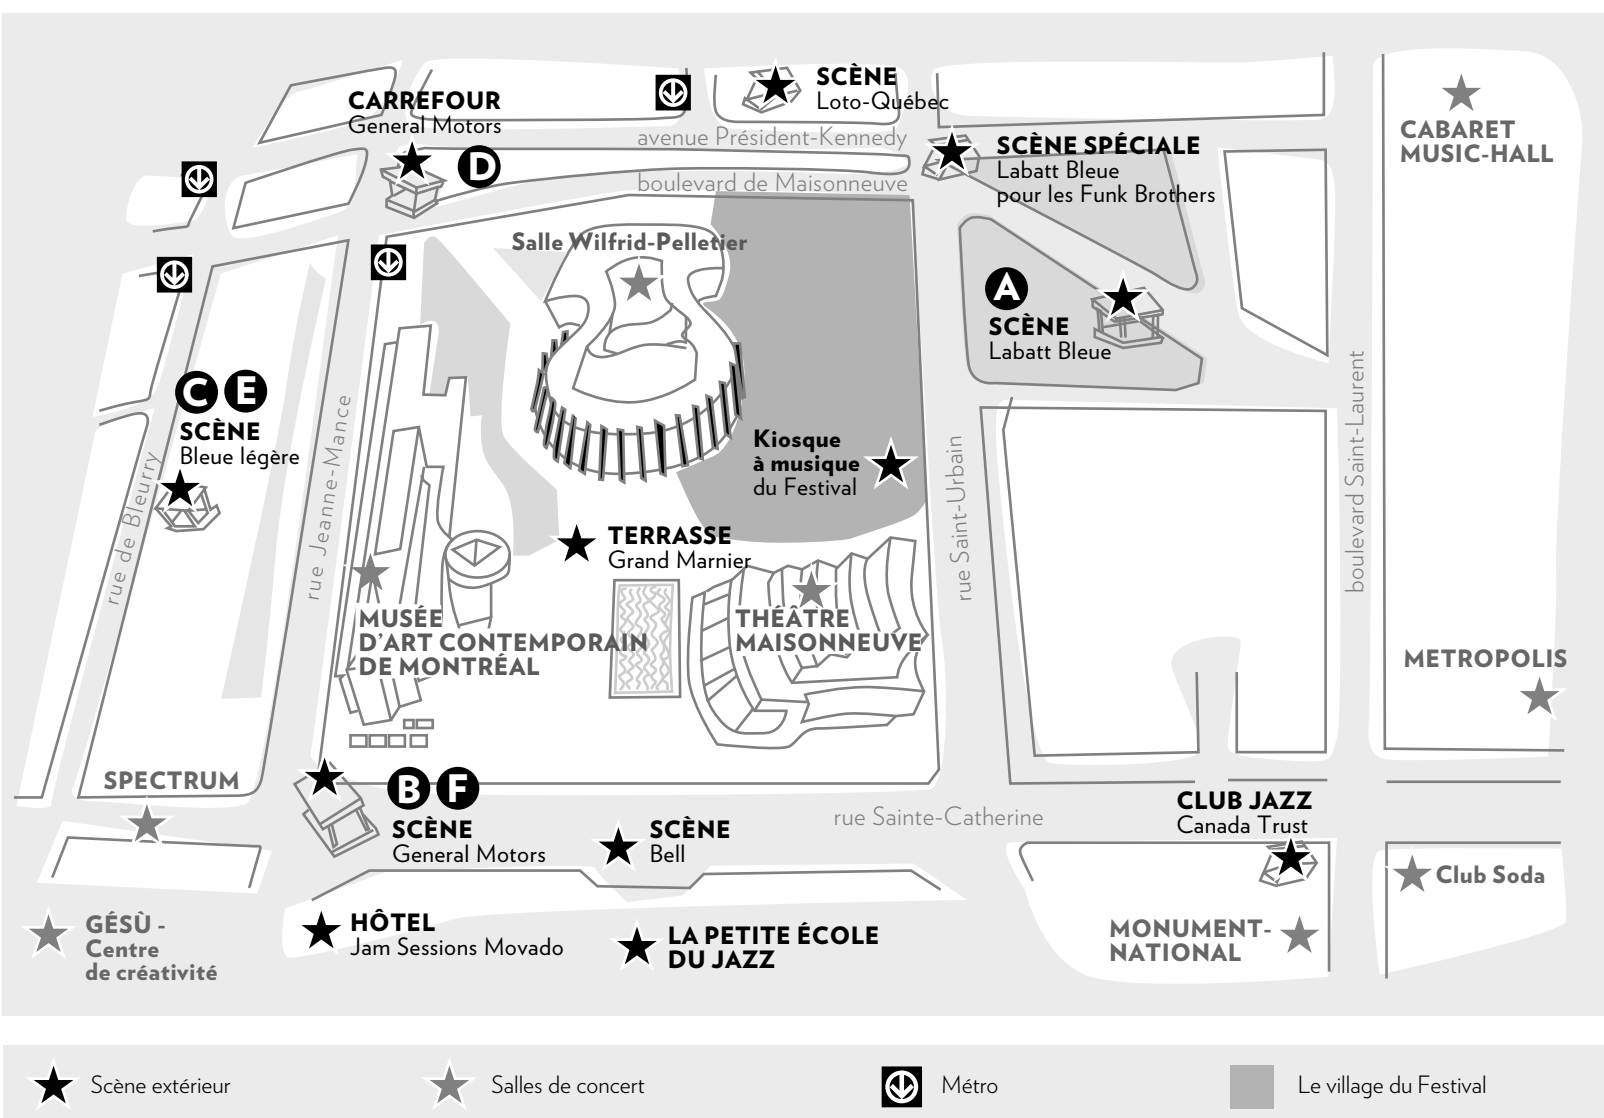 SCÈNE
Loto-Québec
CARREFOUR
General Motors
D
avenue Président-Kennedy
boulevard de Maisonneuve
SCÈNE SPÉCIALE
Labatt Bleue
pour les Funk Brothers
CABARET
MUSIC-HALL
Salle Wilfrid-Pelletier
A
SCÈNE
Labatt Bleue
C E
SCÈNE
Bleue légère
Kiosque
à musique
du Festival
rue de Bleurry
rue Jeanne-Mance
rue Saint-Urbain
boulevard Saint-Laurent
TERRASSE
Grand Marnier
MUSÉE
D'ART CONTEMPORAIN
DE MONTRÉAL
THÉÂTRE
MAISONNEUVE
METROPOLIS
SPECTRUM
B F
SCÈNE
General Motors
SCÈNE
Bell
rue Sainte-Catherine
CLUB JAZZ
Canada Trust
Club Soda
GÉSÙ -
Centre
de créativité
HÔTEL
Jam Sessions Movado
LA PETITE ÉCOLE
DU JAZZ
MONUMENT-
NATIONAL
Scène extérieur
Salles de concert
Métro
Le village du Festival